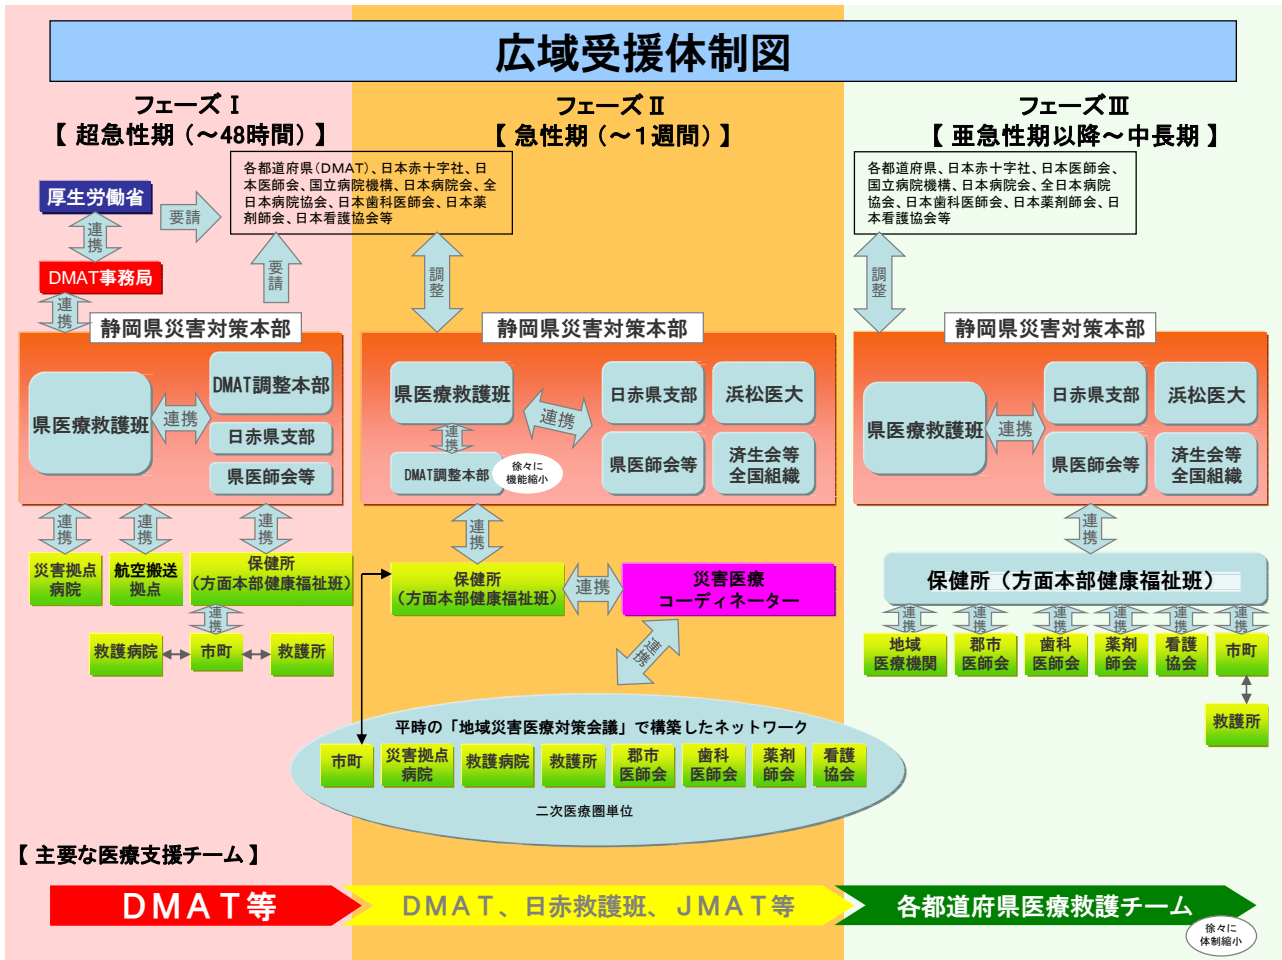 広域受援体制図
フェーズⅠ
【 超急性期（～48時間）】
フェーズⅡ
【 急性期（～１週間）】
フェーズⅢ
【 亜急性期以降～中長期 】
厚生労働省
連携
DMAT事務局
連携
要請
各都道府県（DMAT）、日本赤十字社、日
本医師会、国立病院機構、日本病院会、全
日本病院協会、日本歯科医師会、日本薬
剤師会、日本看護協会等
要請
静岡県災害対策本部
県医療救護班
連携
DMAT調整本部
日赤県支部
県医師会等
連携
連携
連携
災害拠点
病院
航空搬送
拠点
保健所
（方面本部健康福祉班）
連携
救護病院
市町
救護所
調整
静岡県災害対策本部
県医療救護班
連携
DMAT調整本部
徐々に
機能縮小
連携
日赤県支部
浜松医大
県医師会等
済生会等
全国組織
連携
保健所
（方面本部健康福祉班）
連携
災害医療
コーディネーター
連携
平時の「地域災害医療対策会議」で構築したネットワーク
市町
災害拠点
病院
救護病院
救護所
郡市
医師会
歯科
医師会
薬剤
師会
看護
協会
二次医療圏単位
各都道府県、日本赤十字社、日本医師会、
国立病院機構、日本病院会、全日本病院
協会、日本歯科医師会、日本薬剤師会、日
本看護協会等
調整
静岡県災害対策本部
県医療救護班
連携
日赤県支部
浜松医大
県医師会等
済生会等
全国組織
連携
保健所（方面本部健康福祉班）
連携
連携
連携
連携
連携
連携
地域
医療機関
郡市
医師会
歯科
医師会
薬剤
師会
看護
協会
市町
救護所
【 主要な医療支援チーム 】
ＤＭＡＴ等
ＤＭＡＴ、日赤救護班、ＪＭＡＴ等
各都道府県医療救護チーム
徐々に
体制縮小